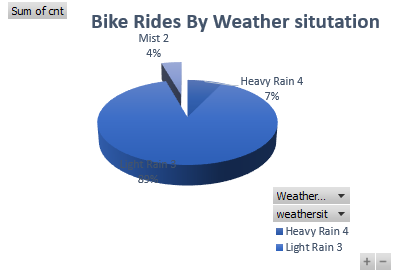 Sum of cnt
Bike Rides By Weather situtation
Mist 2
4%
Heavy Rain 4
7%
Light Rain 3
89%
Weather...
weathersit
Heavy Rain 4
Light Rain 3